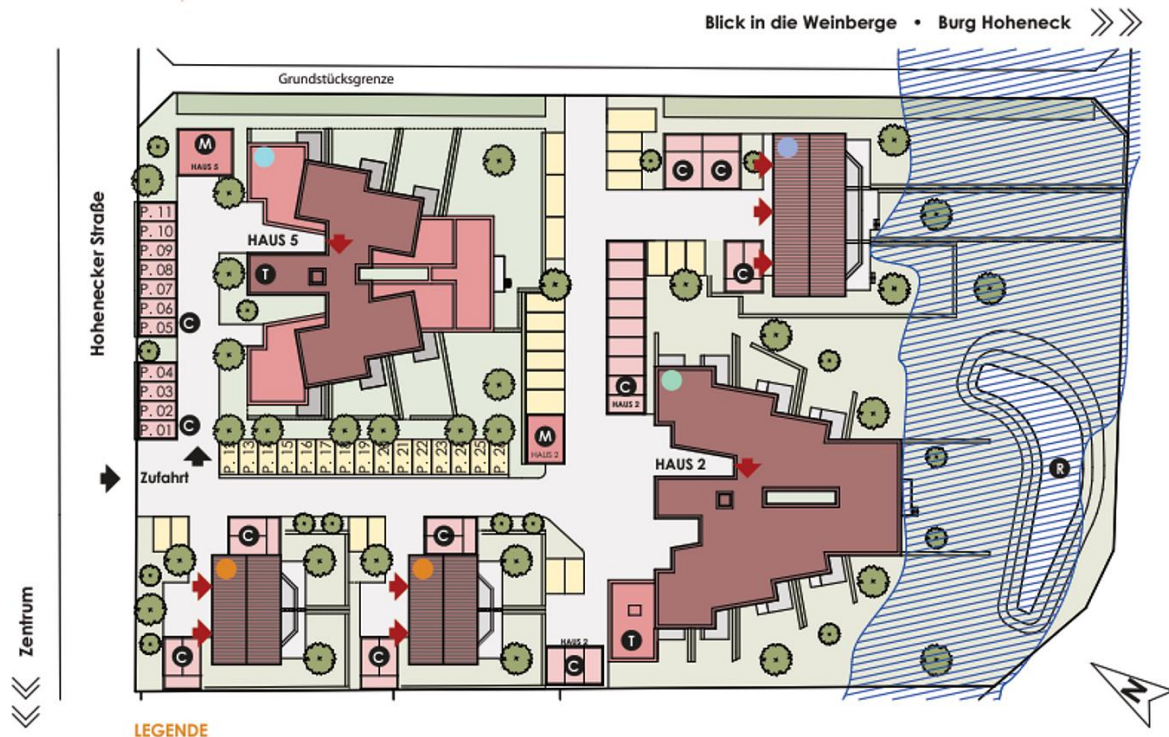 Blick in die Weinberge • Burg Hoheneck
Grundstücksgrenze
Hohenecker Straße
M
HAUS 5
P. 11
P. 10
P. 09
P. 08
P. 07
P. 06
P. 05
C
P. 04
P. 03
P. 02
P. 01
C
HAUS 5
T
C
C
C
C
HAUS 2
M
HAUS 2
P. 13
P. 15
P. 16
P. 17
P. 19
P. 21
P. 22
P. 23
P. 25
HAUS 2
R
Zufahrt
C
C
C
C
HAUS 2
C
T
Zentrum
N
LEGENDE